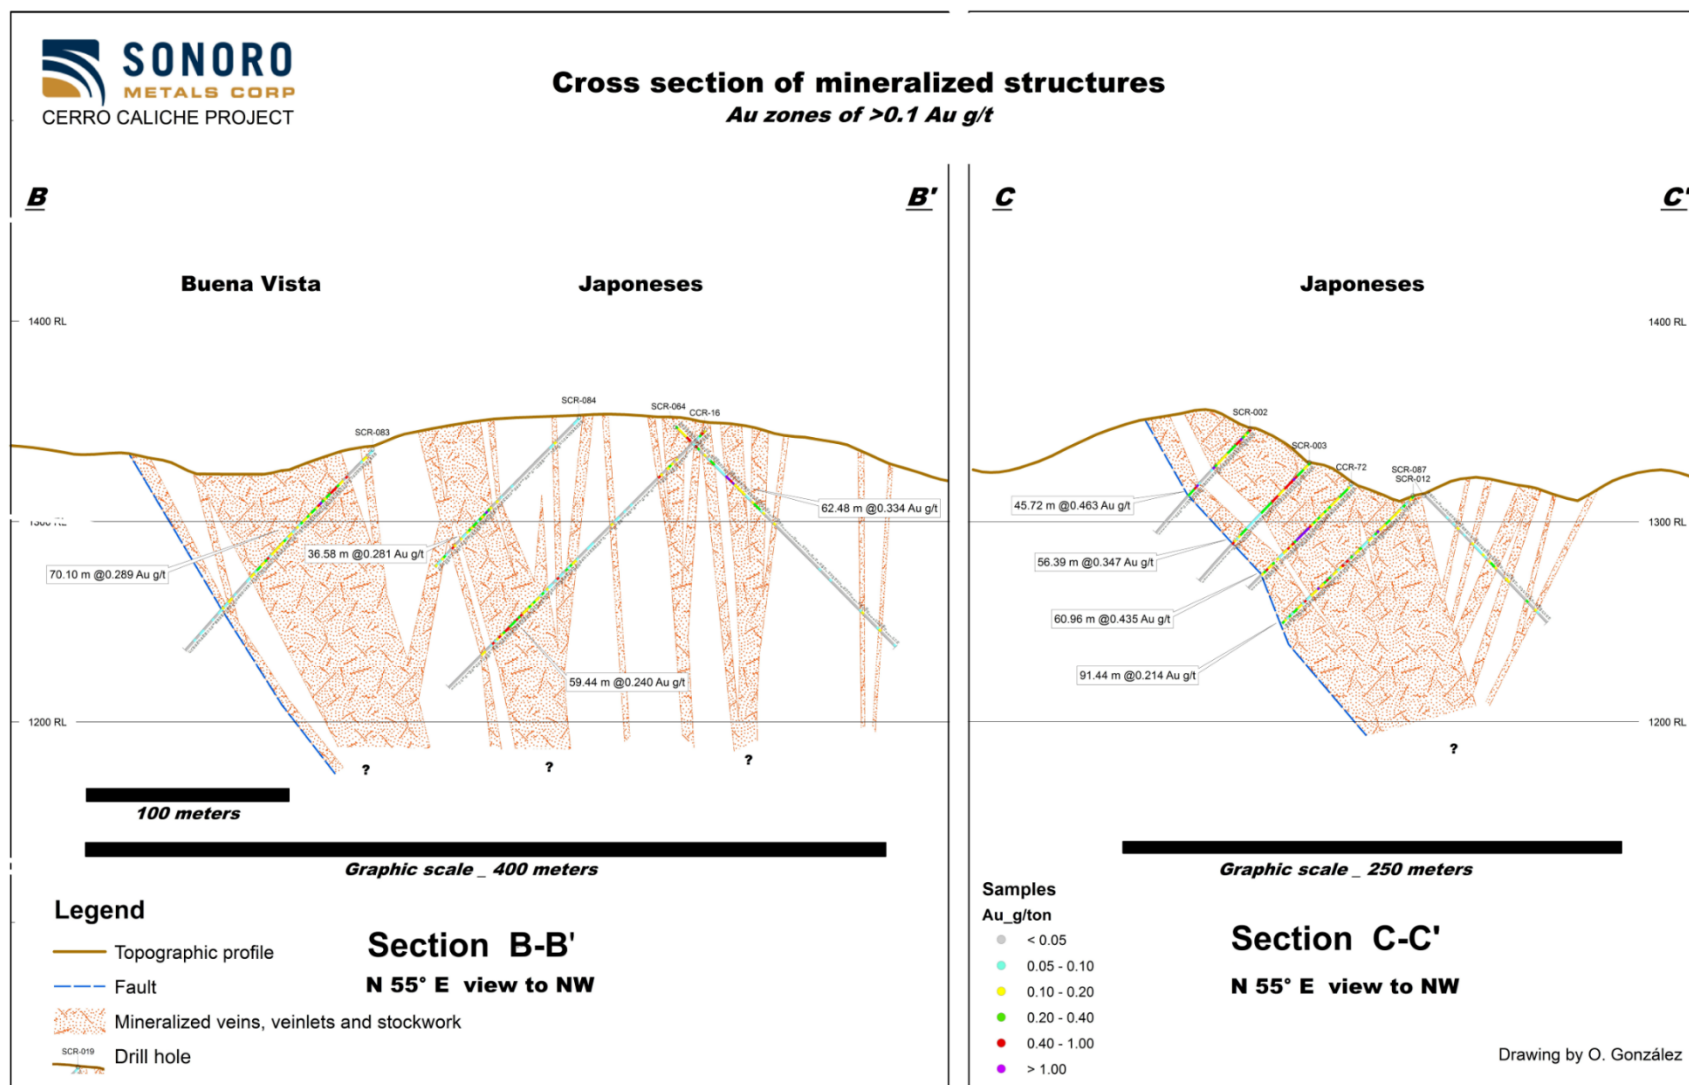 SONORO
METALS CORP
CERRO CALICHE PROJECT
Cross section of mineralized structures
Au zones of >0.1 Au g/t
B
B'
C
C'
Buena Vista
Japoneses
Japoneses
1400 RL
1400 RL
SCR-083
SCR-084
SCR-064
CCR-16
SCR-002
SCR-003
CCR-72
SCR-087
SCR-012
62.48 m @0.334 Au g/t
45.72 m @0.463 Au g/t
1300 RL
1300 RL
36.58 m @0.281 Au g/t
56.39 m @0.347 Au g/t
70.10 m @0.289 Au g/t
60.96 m @0.435 Au g/t
91.44 m @0.214 Au g/t
59.44 m @0.240 Au g/t
1200 RL
1200 RL
?
?
?
?
100 meters
Graphic scale _ 400 meters
Graphic scale _ 250 meters
Legend
Topographic profile
Fault
Mineralized veins, veinlets and stockwork
SCR-019
Drill hole
Section B-B'
N 55° E view to NW
Samples
Au_g/ton
< 0.05
0.05 - 0.10
0.10 - 0.20
0.20 - 0.40
0.40 - 1.00
> 1.00
Section C-C'
N 55° E view to NW
Drawing by O. González